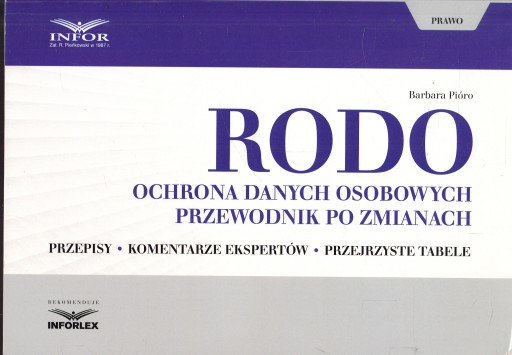 INFOR
Zał. R. Pieńkowski w 1987 r.
PRAWO
Barbara Pióro
RODO
OCHRONA DANYCH OSOBOWYCH
PRZEWODNIK PO ZMIANACH
PRZEPISY • KOMENTARZE EKSPERTÓW • PRZEJRZYSTE TABELE
REKOMENDUJE
INFORLEX